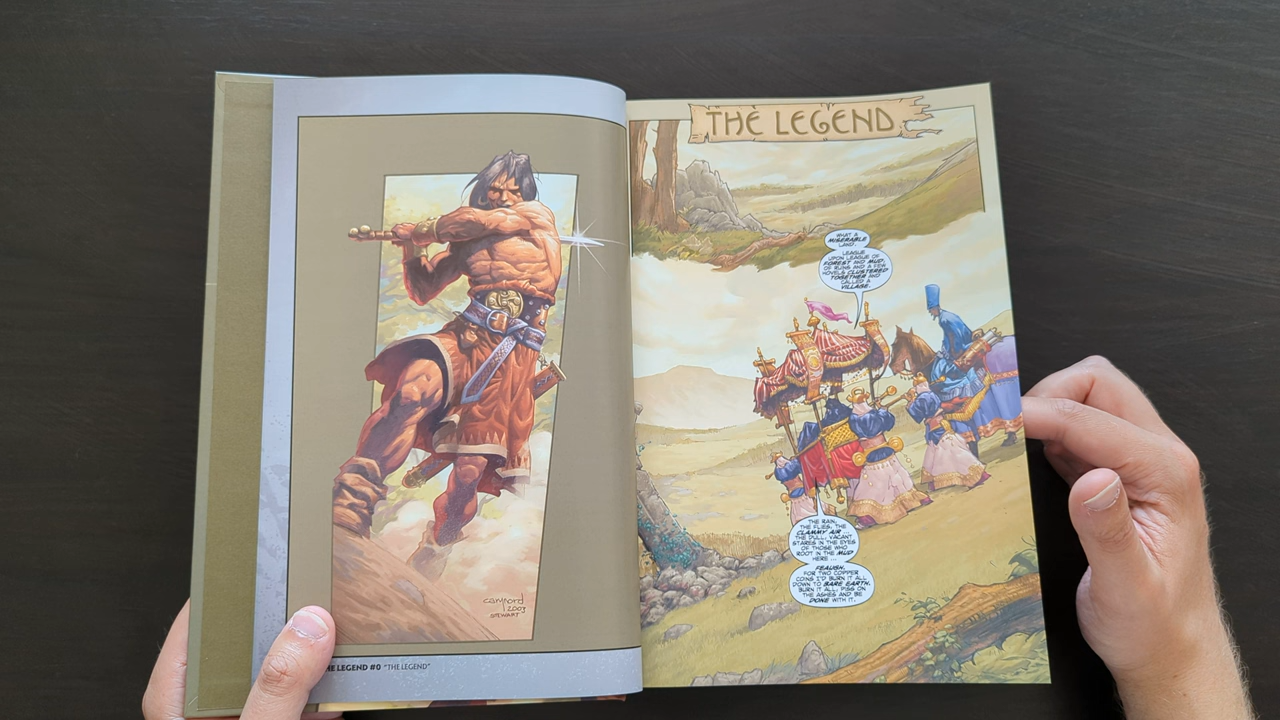 camford
2003
STEWART
HE LEGEND #0 "THE LEGEND"
THE LEGEND
WHAT A
MISERABLE
LAND.
LEAGUE
UPON LEAGUE OF
FOREST AND MUD,
OF RUINS AND A FEW
HOVELS CLUSTERED
TOGETHER AND
CALLED A
VILLAGE.
THE RAIN,
THE FLIES, THE
CLAMMY AIR...
THE DULL, VACANT
STARES IN THE EYES
OF THOSE WHO
ROOT IN THE MUD
HERE...
FEAUGH.
FOR TWO COPPER
COINS I'D BURN IT ALL
DOWN TO BARE EARTH.
BURN IT ALL, PISS ON
THE ASHES AND BE
DONE WITH IT.